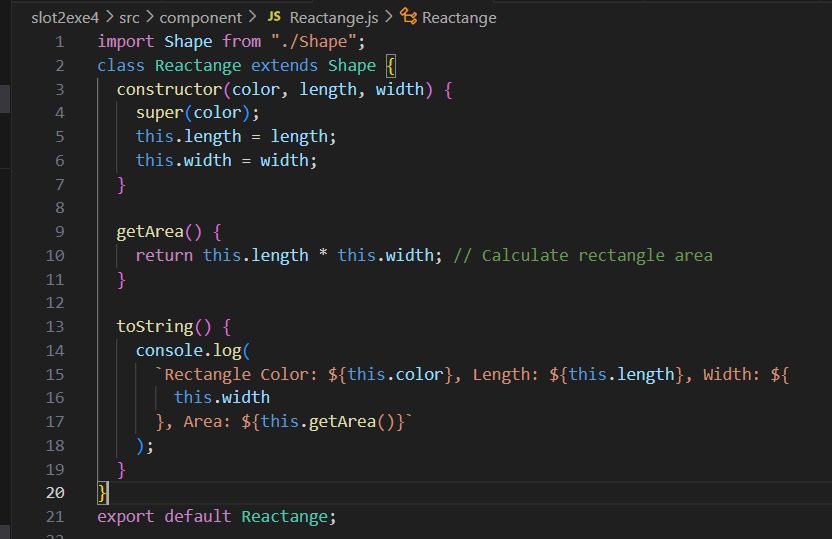 slot2exe4 > src > component > JS Reactange.js > Reactange
1 import Shape from "./Shape";
2 class Reactange extends Shape {
3   constructor(color, length, width) {
4     super(color);
5     this.length = length;
6     this.width = width;
7   }
8
9   getArea() {
10     return this.length * this.width; // Calculate rectangle area
11   }
12
13   toString() {
14     console.log(
15       `Rectangle Color: ${this.color}, Length: ${this.length}, Width: ${
16         this.width
17       }, Area: ${this.getArea()}`
18     );
19   }
20 }
21 export default Reactange;